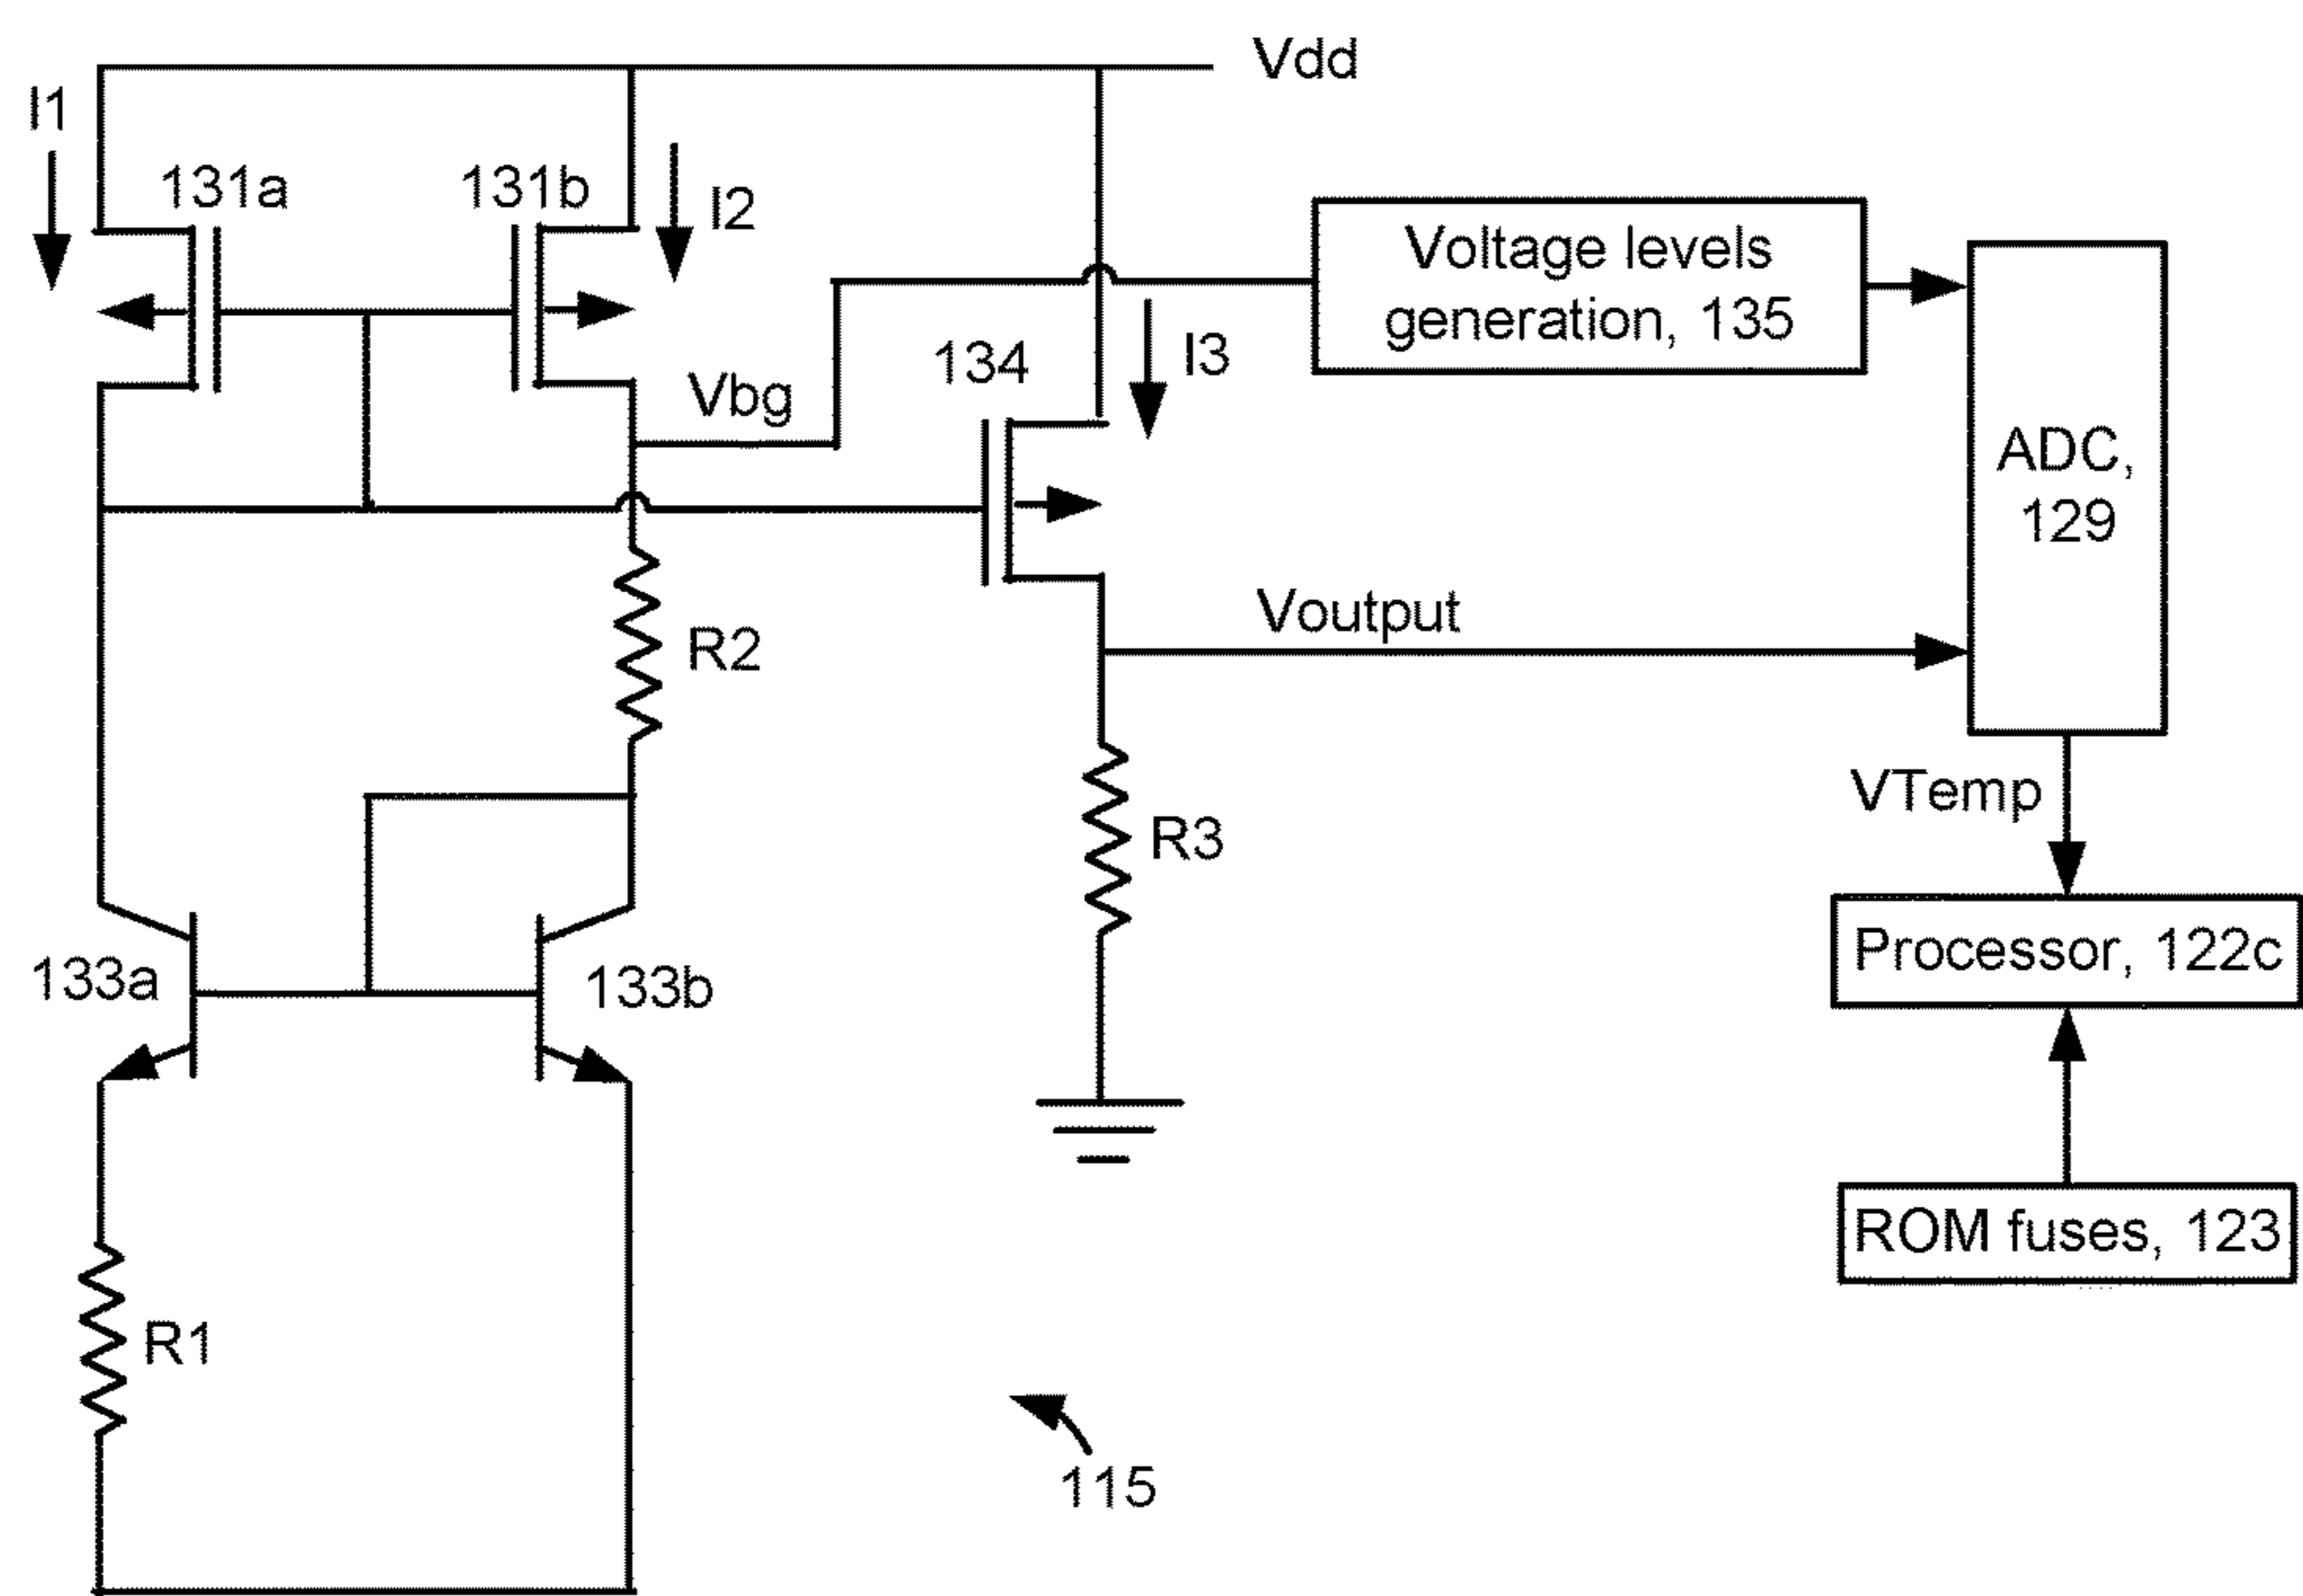 Vdd
I1
131a
131b
I2
Voltage levels
generation, 135
134
I3
Vbg
ADC,
129
Voutput
R2
VTemp
R3
Processor, 122c
133a
133b
ROM fuses, 123
R1
115